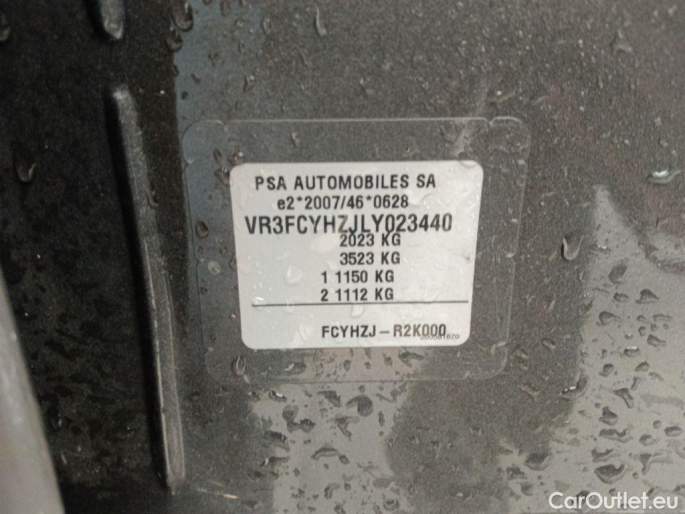 PSA AUTOMOBILES SA
e2*2007/46*0628
VR3FCYHZJLY023440
2023 KG
3523 KG
1 1150 KG
2 1112 KG
FCYHZJ-R2K000
CarOutlet.eu